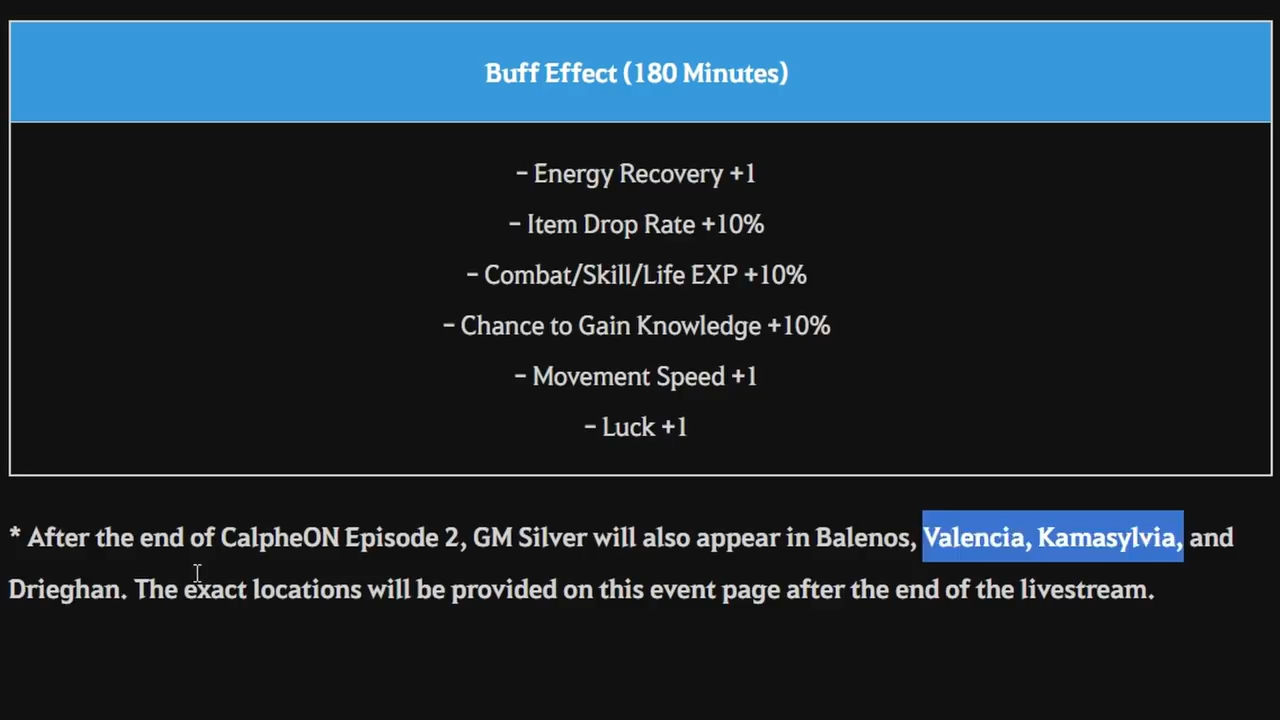 Buff Effect (180 Minutes)
- Energy Recovery +1
- Item Drop Rate +10%
- Combat/Skill/Life EXP +10%
- Chance to Gain Knowledge +10%
- Movement Speed +1
- Luck +1
* After the end of CalpheON Episode 2, GM Silver will also appear in Balenos, Valencia, Kamasylvia, and
Drieghan. The exact locations will be provided on this event page after the end of the livestream.